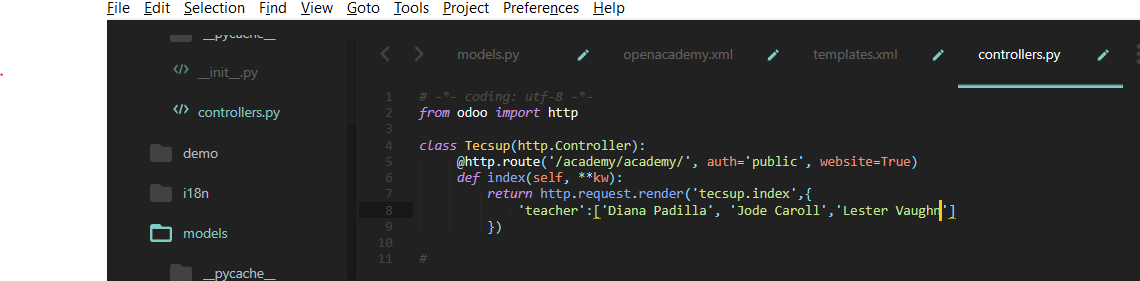 File Edit Selection Find View Goto Tools Project Preferences Help
__pycache__
__init__.py
controllers.py
demo
i18n
models
__pycache__
models.py openacademy.xml templates.xml controllers.py
1 # -*- coding: utf-8 -*-
2 from odoo import http
3
4 class Tecsup(http.Controller):
5 @http.route('/academy/academy/', auth='public', website=True)
6 def index(self, **kw):
7 return http.request.render('tecsup.index',{
8 'teacher':['Diana Padilla', 'Jode Caroll','Lester Vaughn']
9 })
10
11 #